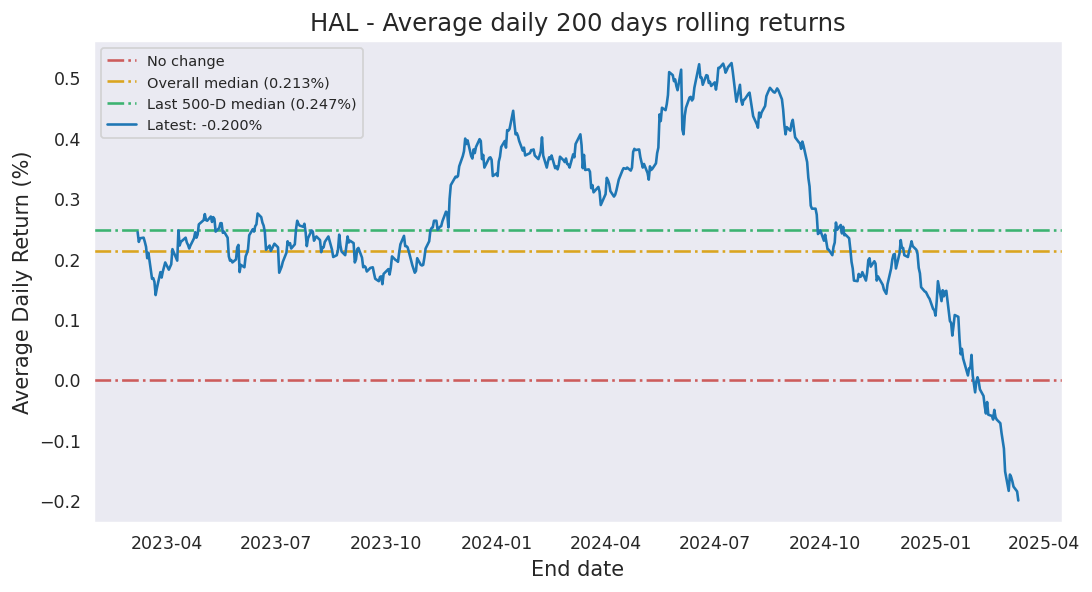 HAL - Average daily 200 days rolling returns
No change
Overall median (0.213%)
Last 500-D median (0.247%)
Latest: -0.200%
Average Daily Return (%)
0.5
0.4
0.3
0.2
0.1
0.0
−0.1
−0.2
2023-04 2023-07 2023-10 2024-01 2024-04 2024-07 2024-10 2025-01 2025-04
End date